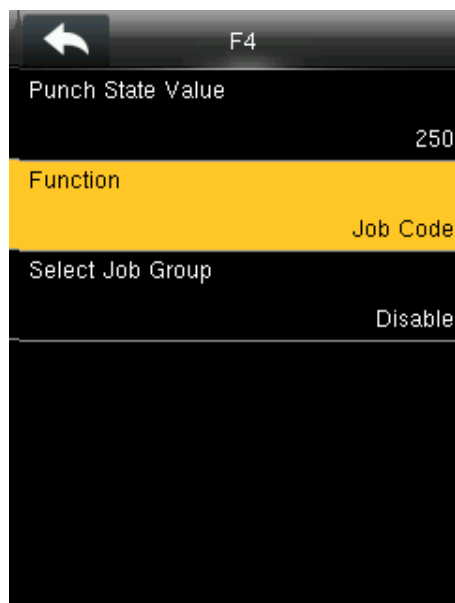 F4
Punch State Value
250
Function
Job Code
Select Job Group
Disable